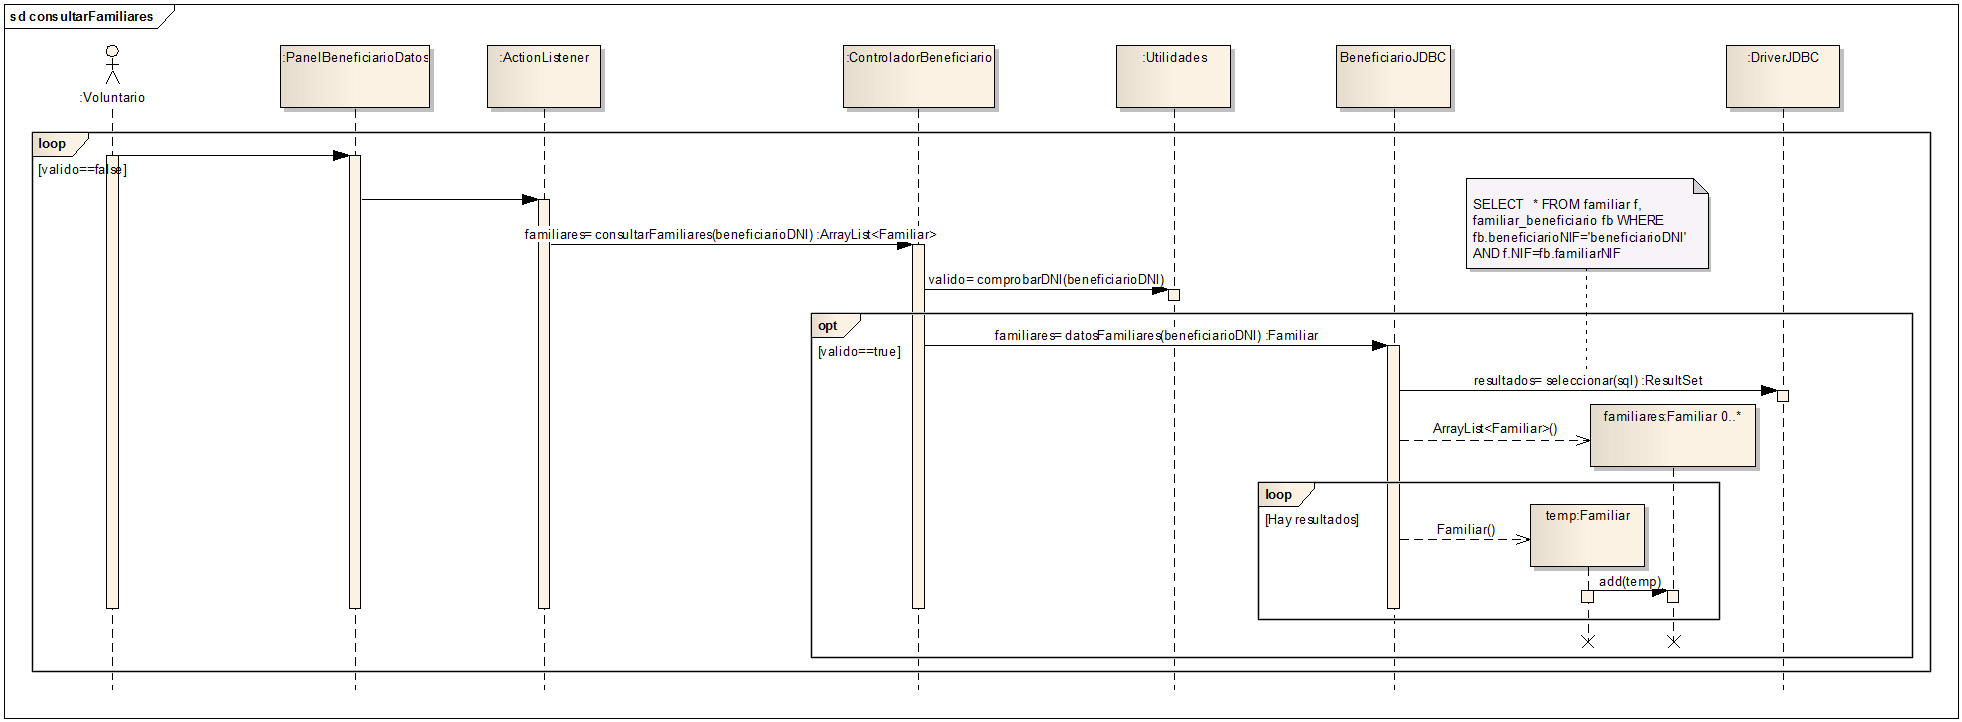 sd consultarFamiliares
:Voluntario
:PanelBeneficiarioDatos
:ActionListener
:ControladorBeneficiario
:Utilidades
BeneficiarioJDBC
:DriverJDBC
loop
[valido==false]
SELECT * FROM familiar f,
familiar_beneficiario fb WHERE
fb.beneficiarioNIF='beneficiarioDNI'
AND f.NIF=fb.familiarNIF
familiares= consultarFamiliares(beneficiarioDNI) :ArrayList<Familiar>
valido= comprobarDNI(beneficiarioDNI)
opt
[valido==true]
familiares= datosFamiliares(beneficiarioDNI) :Familiar
resultados= seleccionar(sql) :ResultSet
familiares:Familiar 0..*
ArrayList<Familiar>()
loop
[Hay resultados]
temp:Familiar
Familiar()
add(temp)